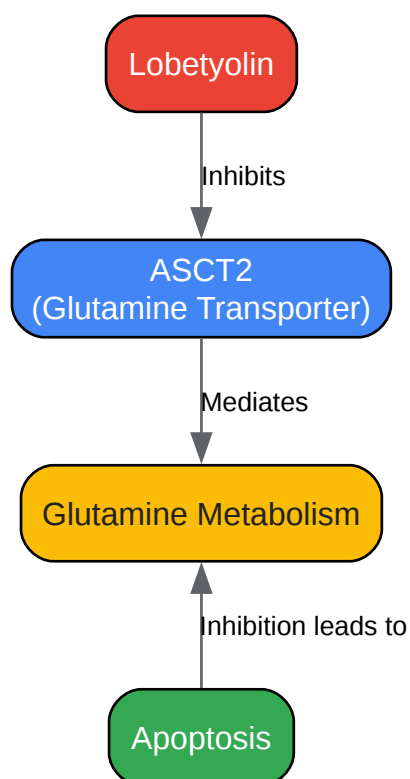 Lobetyolin
Inhibits
ASCT2
(Glutamine Transporter)
Mediates
Glutamine Metabolism
Inhibition leads to
Apoptosis